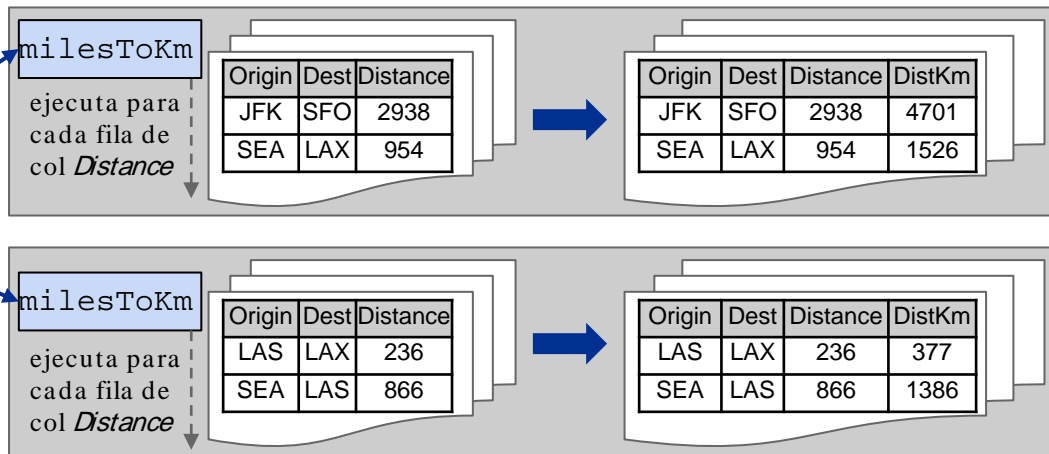 milesToKm
ejecuta para
cada fila de
col Distance
Origin Dest Distance
JFK SFO 2938
SEA LAX 954
Origin Dest Distance DistKm
JFK SFO 2938 4701
SEA LAX 954 1526
milesToKm
ejecuta para
cada fila de
col Distance
Origin Dest Distance
LAS LAX 236
SEA LAS 866
Origin Dest Distance DistKm
LAS LAX 236 377
SEA LAS 866 1386